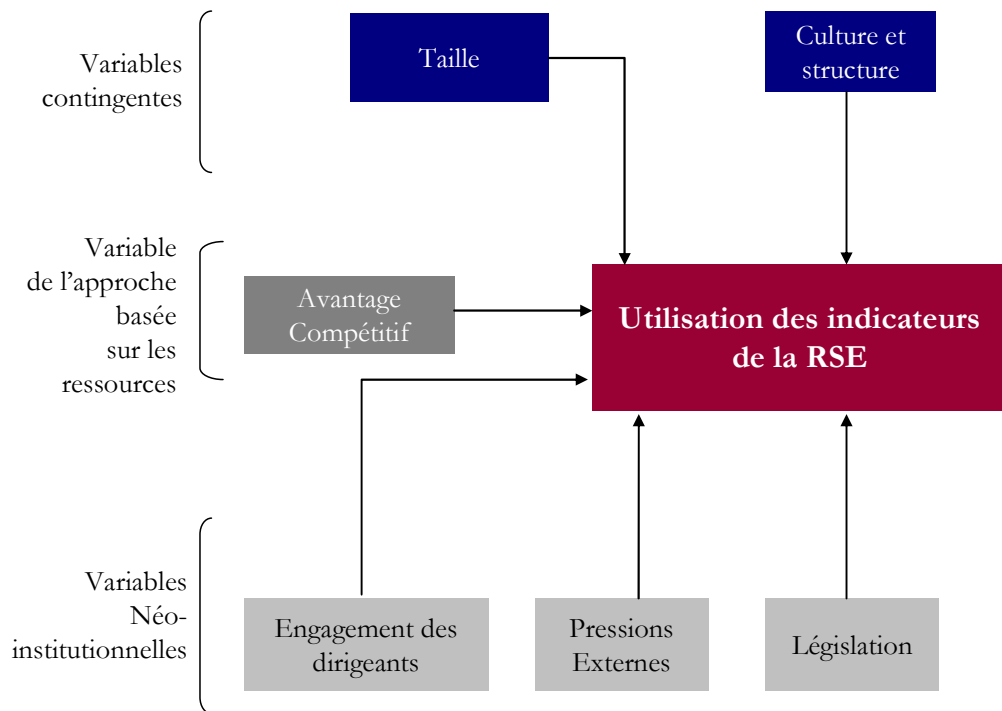 Variables
contingentes
Taille
Culture et
structure
Variable
de l’approche
basée
sur les
ressources
Avantage
Compétitif
Utilisation des indicateurs
de la RSE
Variables
Néo-
institutionnelles
Engagement des
dirigeants
Pressions
Externes
Législation